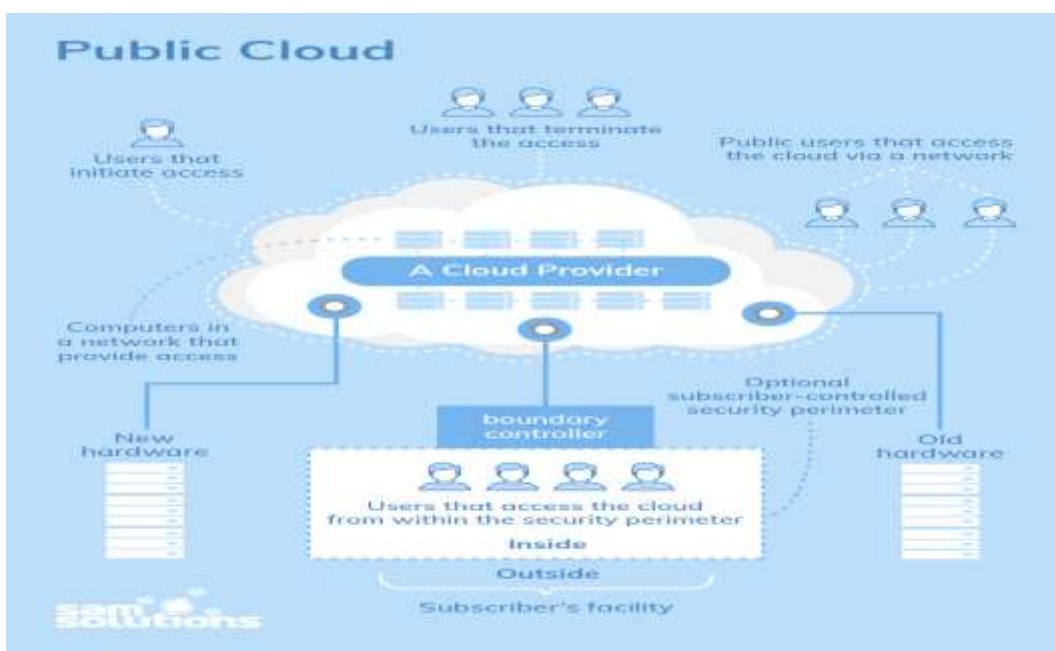 Public Cloud
Users that
initiate access
Users that terminate
the access
Public users that access
the cloud via a network
A Cloud Provider
Computers in
a network that
provide access
Optional
subscriber-controlled
security perimeter
boundary
controller
New
hardware
Old
hardware
Users that access the cloud
from within the security perimeter
Inside
Outside
Subscriber's facility
sam
solutions